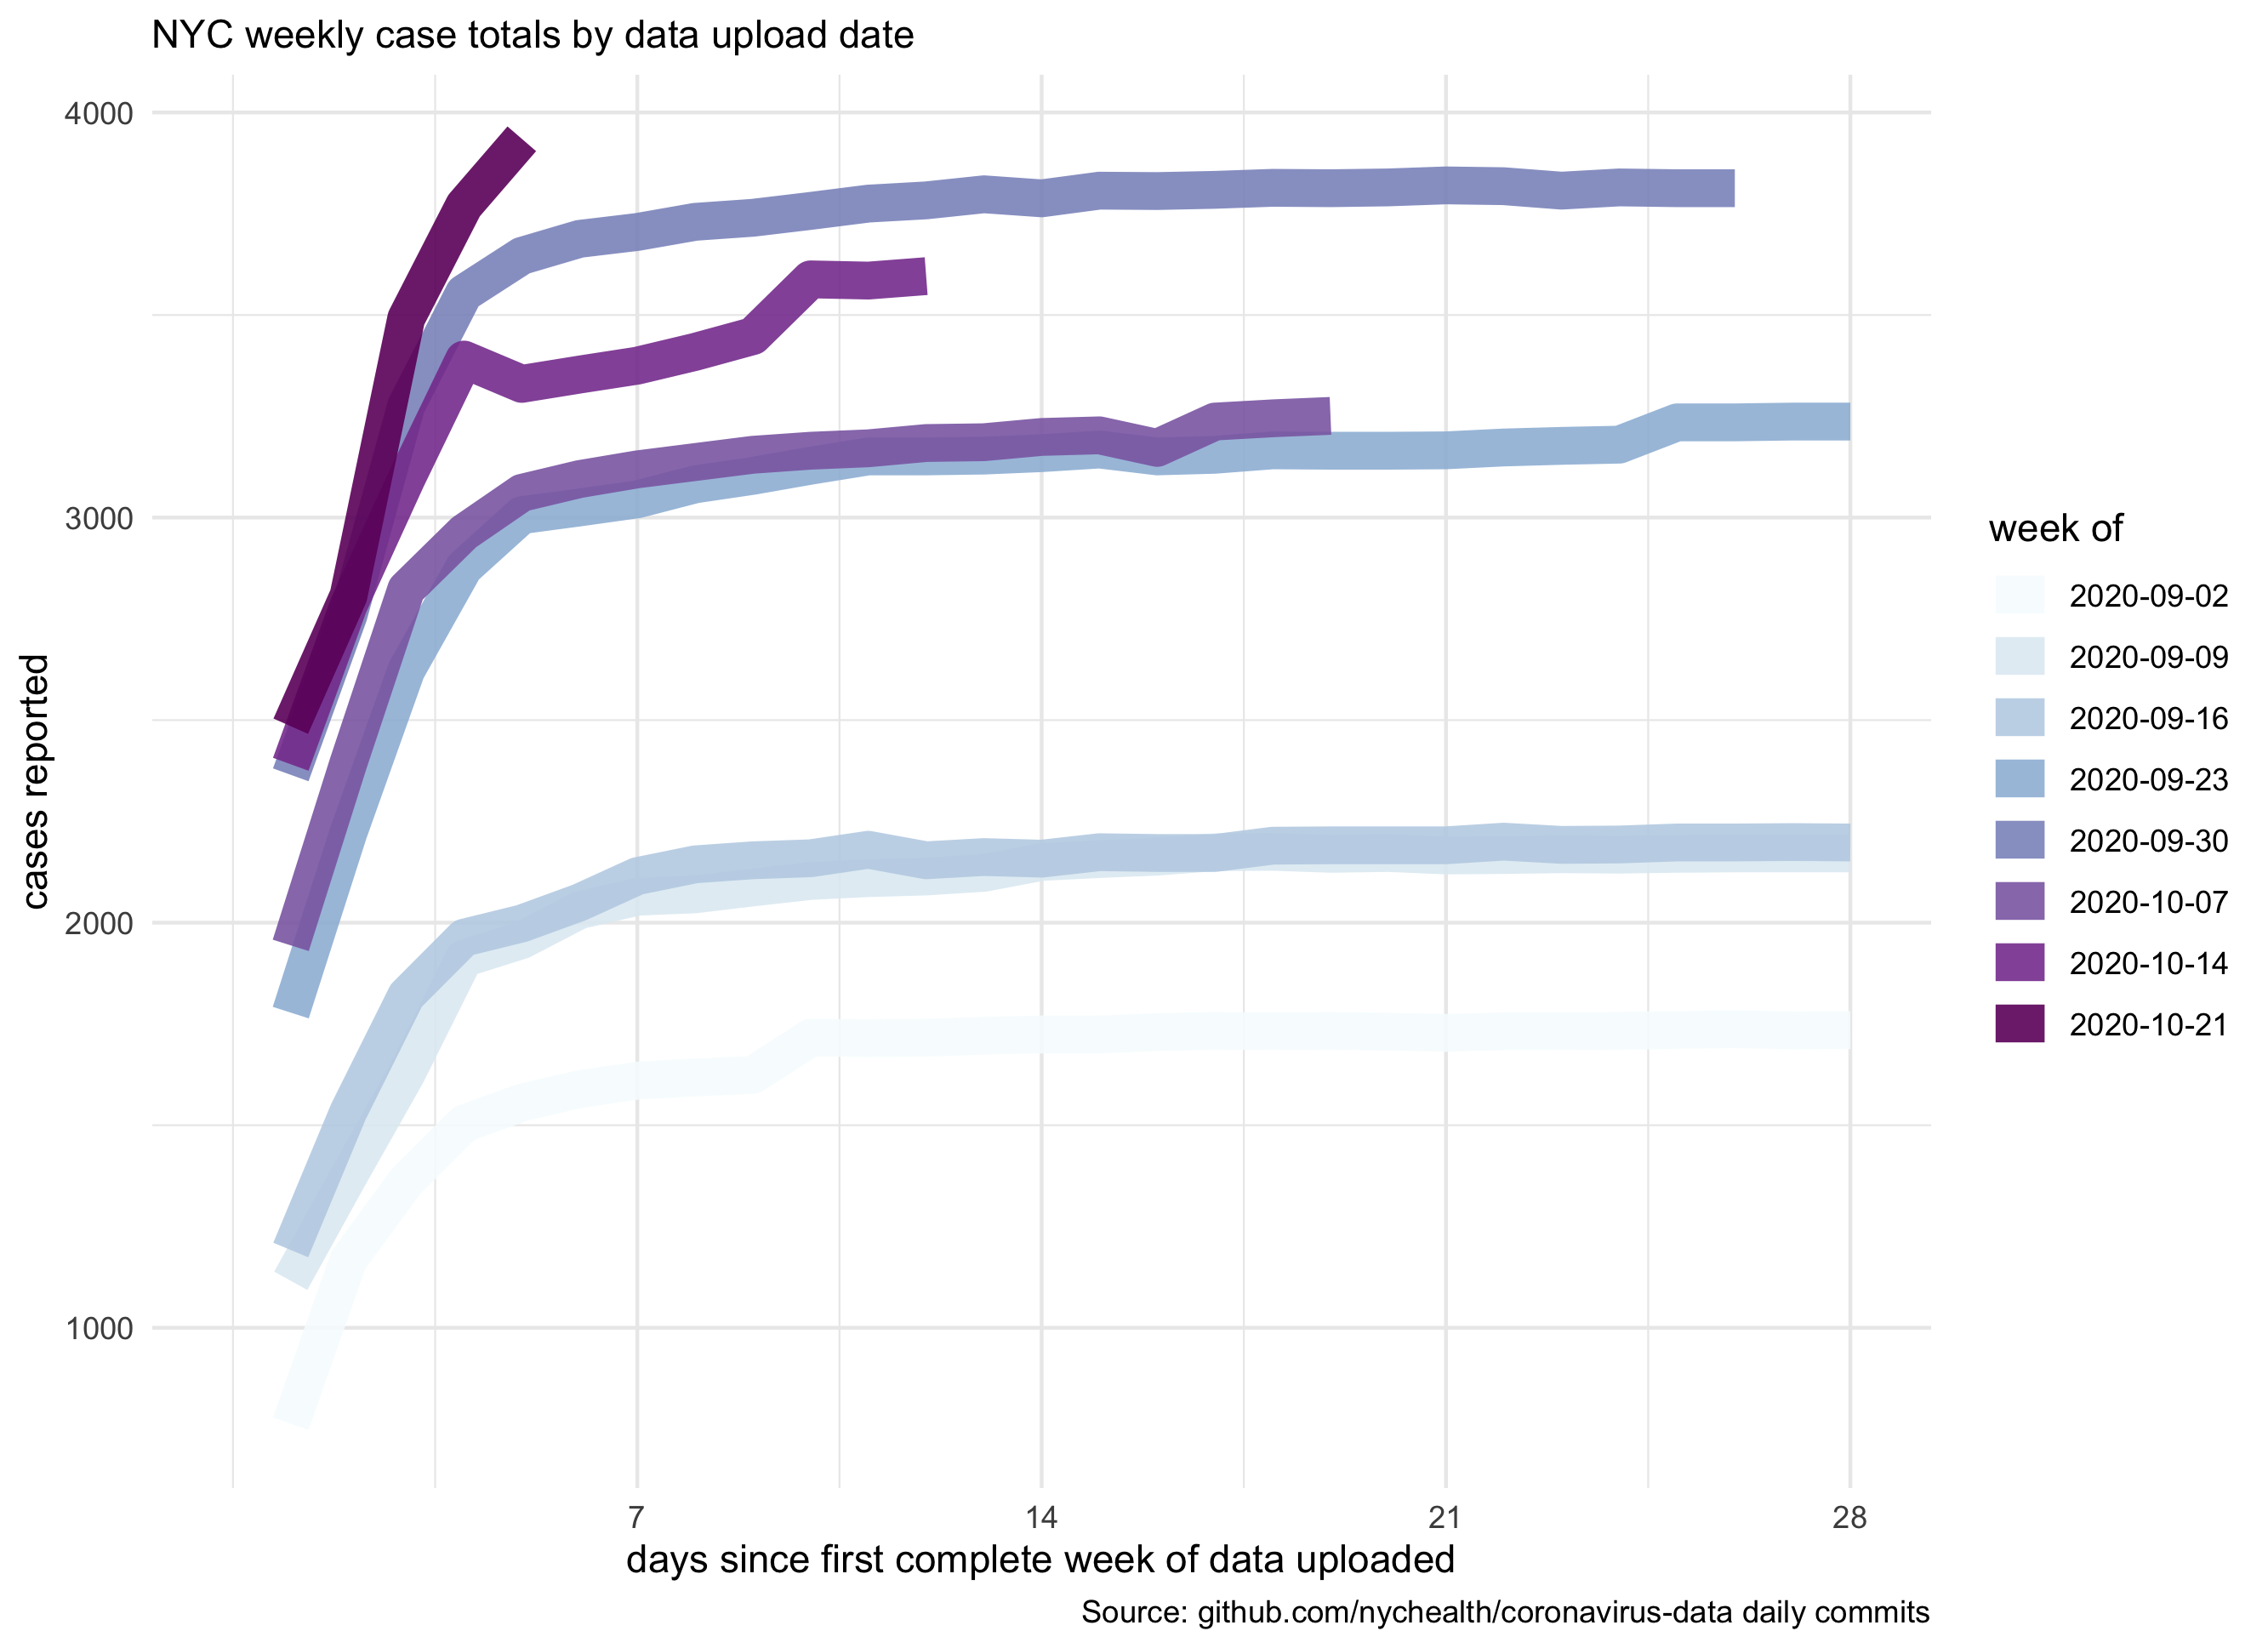 NYC weekly case totals by data upload date
4000
3000
2000
1000
cases reported
7 14 21 28
days since first complete week of data uploaded
Source: github.com/nychealth/coronavirus-data daily commits
week of
2020-09-02
2020-09-09
2020-09-16
2020-09-23
2020-09-30
2020-10-07
2020-10-14
2020-10-21